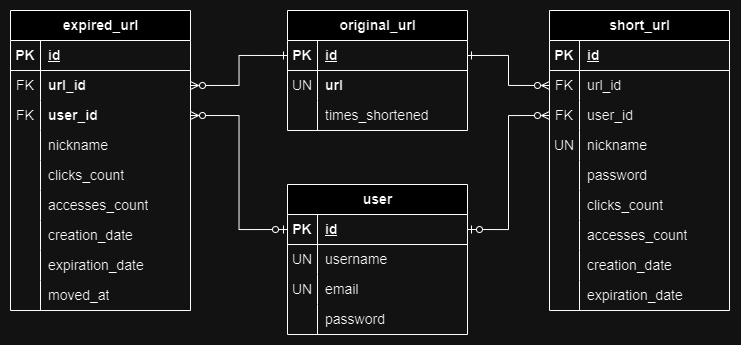 expired_url
PK id
FK url_id
FK user_id
nickname
clicks_count
accesses_count
creation_date
expiration_date
moved_at
original_url
PK id
UN url
times_shortened
user
PK id
UN username
UN email
password
short_url
PK id
FK url_id
FK user_id
UN nickname
password
clicks_count
accesses_count
creation_date
expiration_date